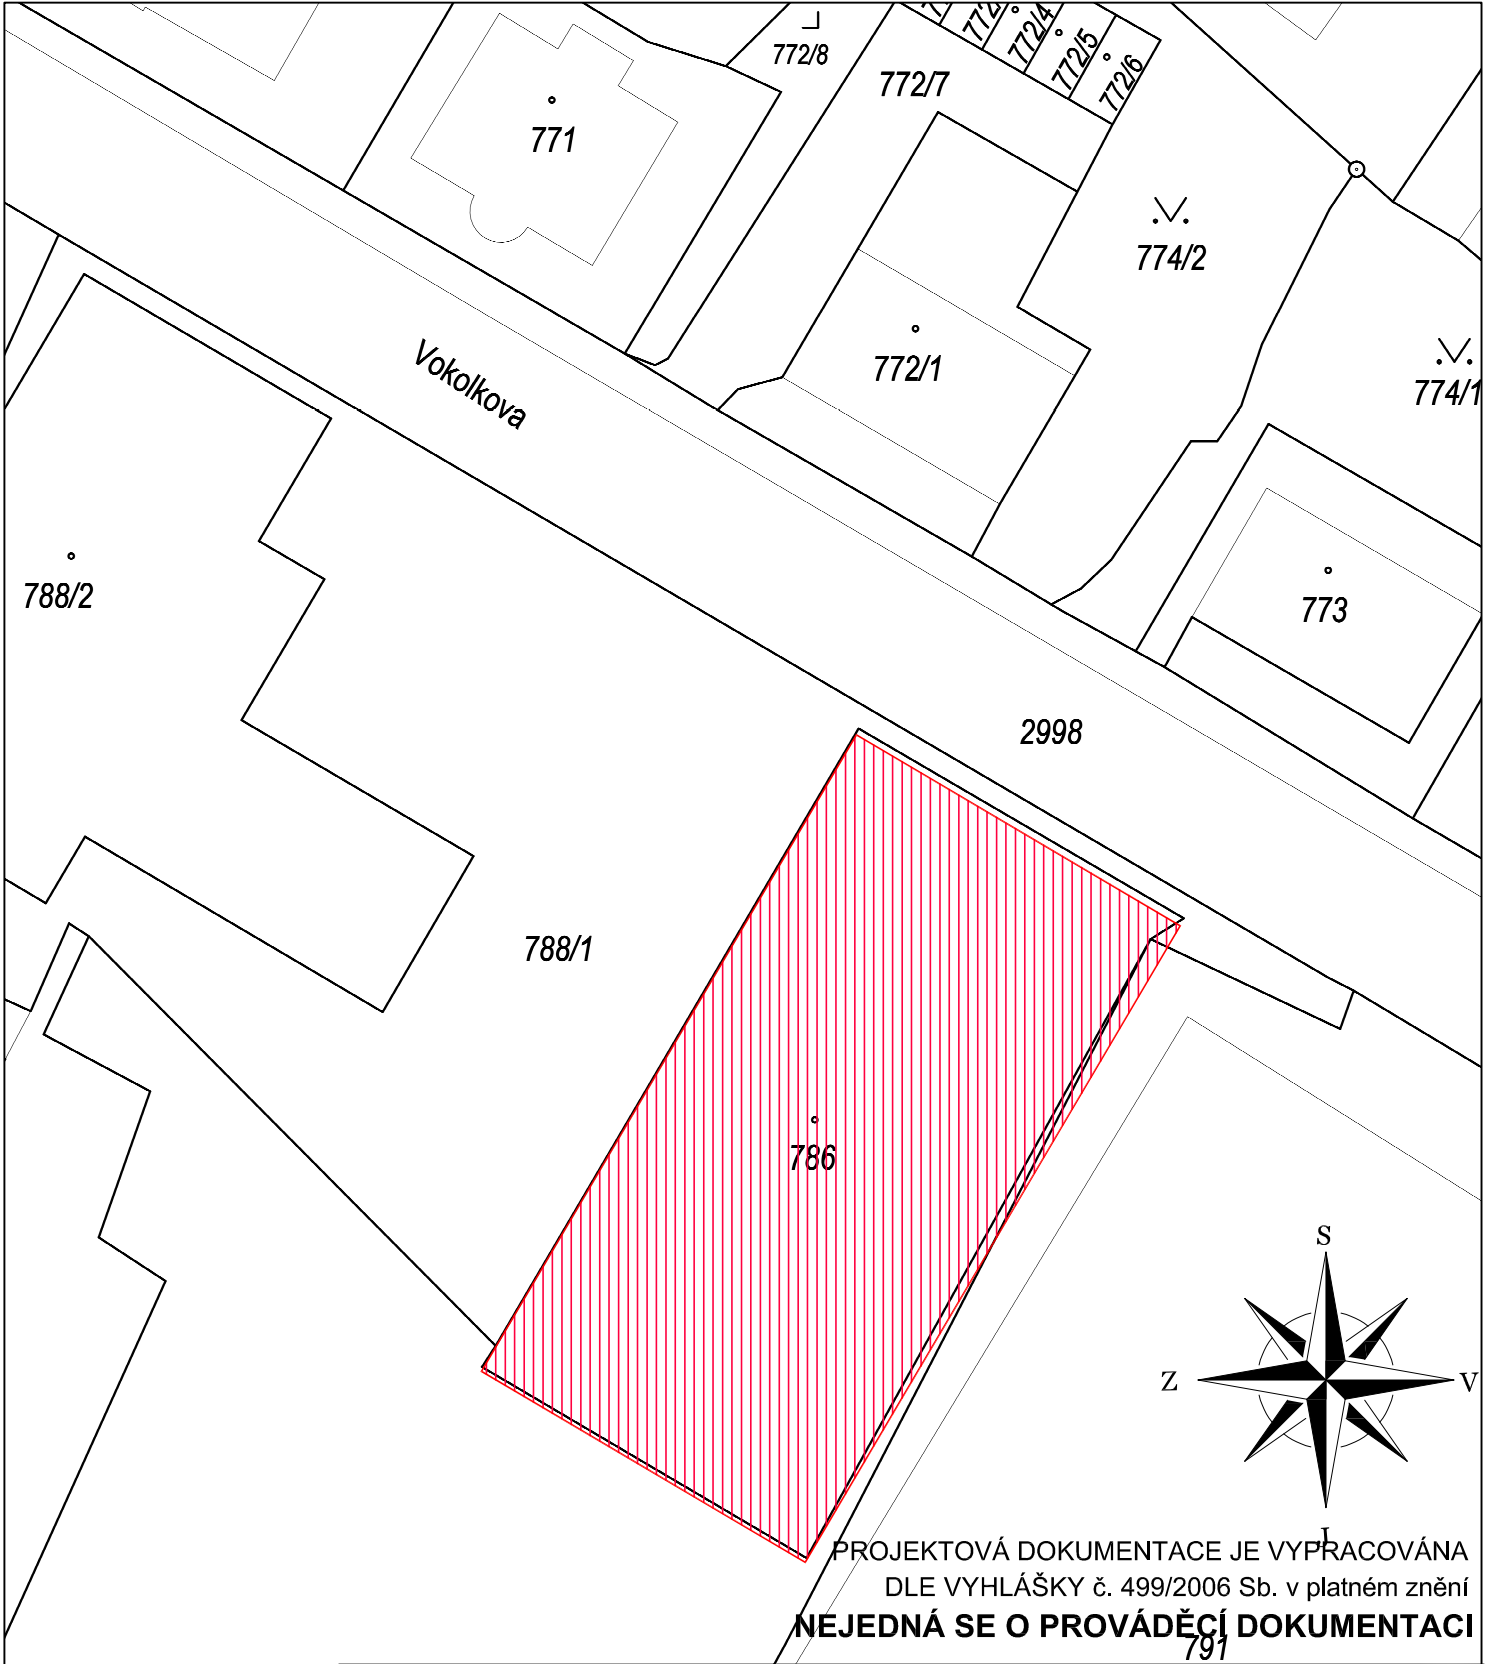 772/8
772/7
772/4
772/5
772/6
771
774/2
772/1
774/1
Vokolkova
788/2
773
2998
788/1
786
S
Z
V
J
PROJEKTOVÁ DOKUMENTACE JE VYPRACOVÁNA
DLE VYHLÁŠKY č. 499/2006 Sb. v platném znění
NEJEDNÁ SE O PROVÁDĚCÍ DOKUMENTACI
791